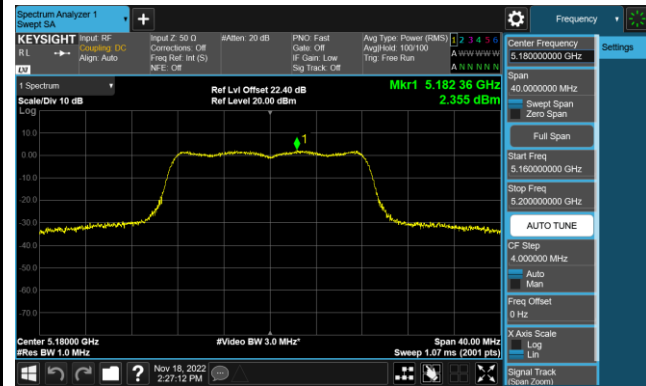 Spectrum Analyzer 1
Swept SA
Frequency
KEYSIGHT
RL
LXI
Input: RF
Coupling: DC
Align: Auto
Input Z: 50 Ω
Corrections: Off
Freq Ref: Int (S)
NFE: Off
#Atten: 20 dB
PNO: Fast
Gate: Off
IF Gain: Low
Sig Track: Off
Avg Type: Power (RMS)
Avg|Hold: 100/100
Trig: Free Run
1 2 3 4 5 6
A W W W W W
A N N N N N
Center Frequency
5.180000000 GHz
Settings
1 Spectrum
Scale/Div 10 dB
Log
Ref Lvl Offset 22.40 dB
Ref Level 20.00 dBm
Mkr1 5.182 36 GHz
2.355 dBm
1
10.0
0.00
-10.0
-20.0
-30.0
-40.0
-50.0
-60.0
-70.0
Span
40.0000000 MHz
Swept Span
Zero Span
Full Span
Start Freq
5.160000000 GHz
Stop Freq
5.200000000 GHz
AUTO TUNE
CF Step
4.000000 MHz
Auto
Man
Freq Offset
0 Hz
X Axis Scale
Log
Lin
Signal Track
(Span Zoom)
Center 5.18000 GHz
#Res BW 1.0 MHz
#Video BW 3.0 MHz*
Span 40.00 MHz
Sweep 1.07 ms (2001 pts)
?
Nov 18, 2022
2:27:12 PM